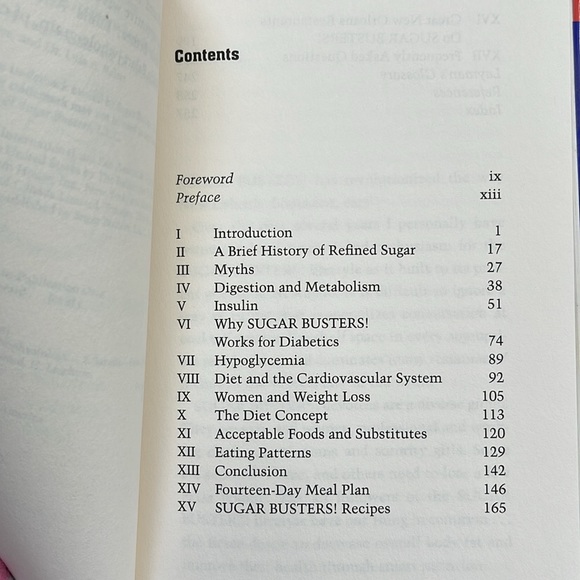 Contents
Foreword ix
Preface xiii
I Introduction 1
II A Brief History of Refined Sugar 17
III Myths 27
IV Digestion and Metabolism 38
V Insulin 51
VI Why SUGAR BUSTERS!
Works for Diabetics 74
VII Hypoglycemia 89
VIII Diet and the Cardiovascular System 92
IX Women and Weight Loss 105
X The Diet Concept 113
XI Acceptable Foods and Substitutes 120
XII Eating Patterns 129
XIII Conclusion 142
XIV Fourteen-Day Meal Plan 146
XV SUGAR BUSTERS! Recipes 165